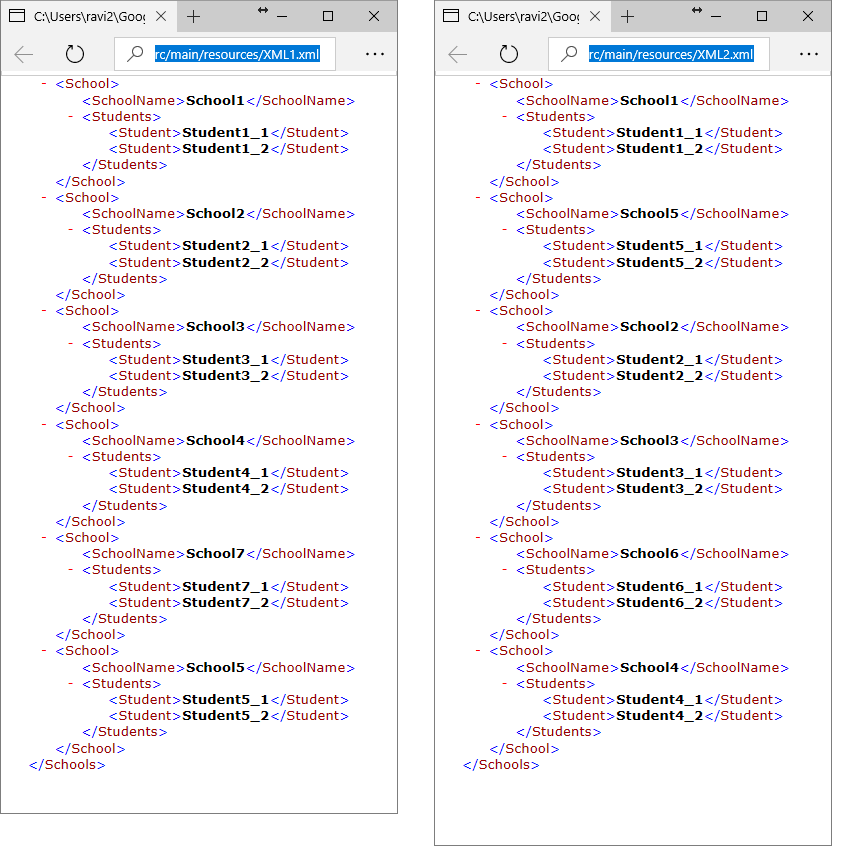 C:\Users\ravi2\Goog
rc/main/resources/XML1.xml
- <School>
<SchoolName>School1</SchoolName>
- <Students>
<Student>Student1_1</Student>
<Student>Student1_2</Student>
</Students>
</School>
- <School>
<SchoolName>School2</SchoolName>
- <Students>
<Student>Student2_1</Student>
<Student>Student2_2</Student>
</Students>
</School>
- <School>
<SchoolName>School3</SchoolName>
- <Students>
<Student>Student3_1</Student>
<Student>Student3_2</Student>
</Students>
</School>
- <School>
<SchoolName>School4</SchoolName>
- <Students>
<Student>Student4_1</Student>
<Student>Student4_2</Student>
</Students>
</School>
- <School>
<SchoolName>School7</SchoolName>
- <Students>
<Student>Student7_1</Student>
<Student>Student7_2</Student>
</Students>
</School>
- <School>
<SchoolName>School5</SchoolName>
- <Students>
<Student>Student5_1</Student>
<Student>Student5_2</Student>
</Students>
</School>
</Schools>
C:\Users\ravi2\Goog
rc/main/resources/XML2.xml
- <School>
<SchoolName>School1</SchoolName>
- <Students>
<Student>Student1_1</Student>
<Student>Student1_2</Student>
</Students>
</School>
- <School>
<SchoolName>School5</SchoolName>
- <Students>
<Student>Student5_1</Student>
<Student>Student5_2</Student>
</Students>
</School>
- <School>
<SchoolName>School2</SchoolName>
- <Students>
<Student>Student2_1</Student>
<Student>Student2_2</Student>
</Students>
</School>
- <School>
<SchoolName>School3</SchoolName>
- <Students>
<Student>Student3_1</Student>
<Student>Student3_2</Student>
</Students>
</School>
- <School>
<SchoolName>School6</SchoolName>
- <Students>
<Student>Student6_1</Student>
<Student>Student6_2</Student>
</Students>
</School>
- <School>
<SchoolName>School4</SchoolName>
- <Students>
<Student>Student4_1</Student>
<Student>Student4_2</Student>
</Students>
</School>
</Schools>